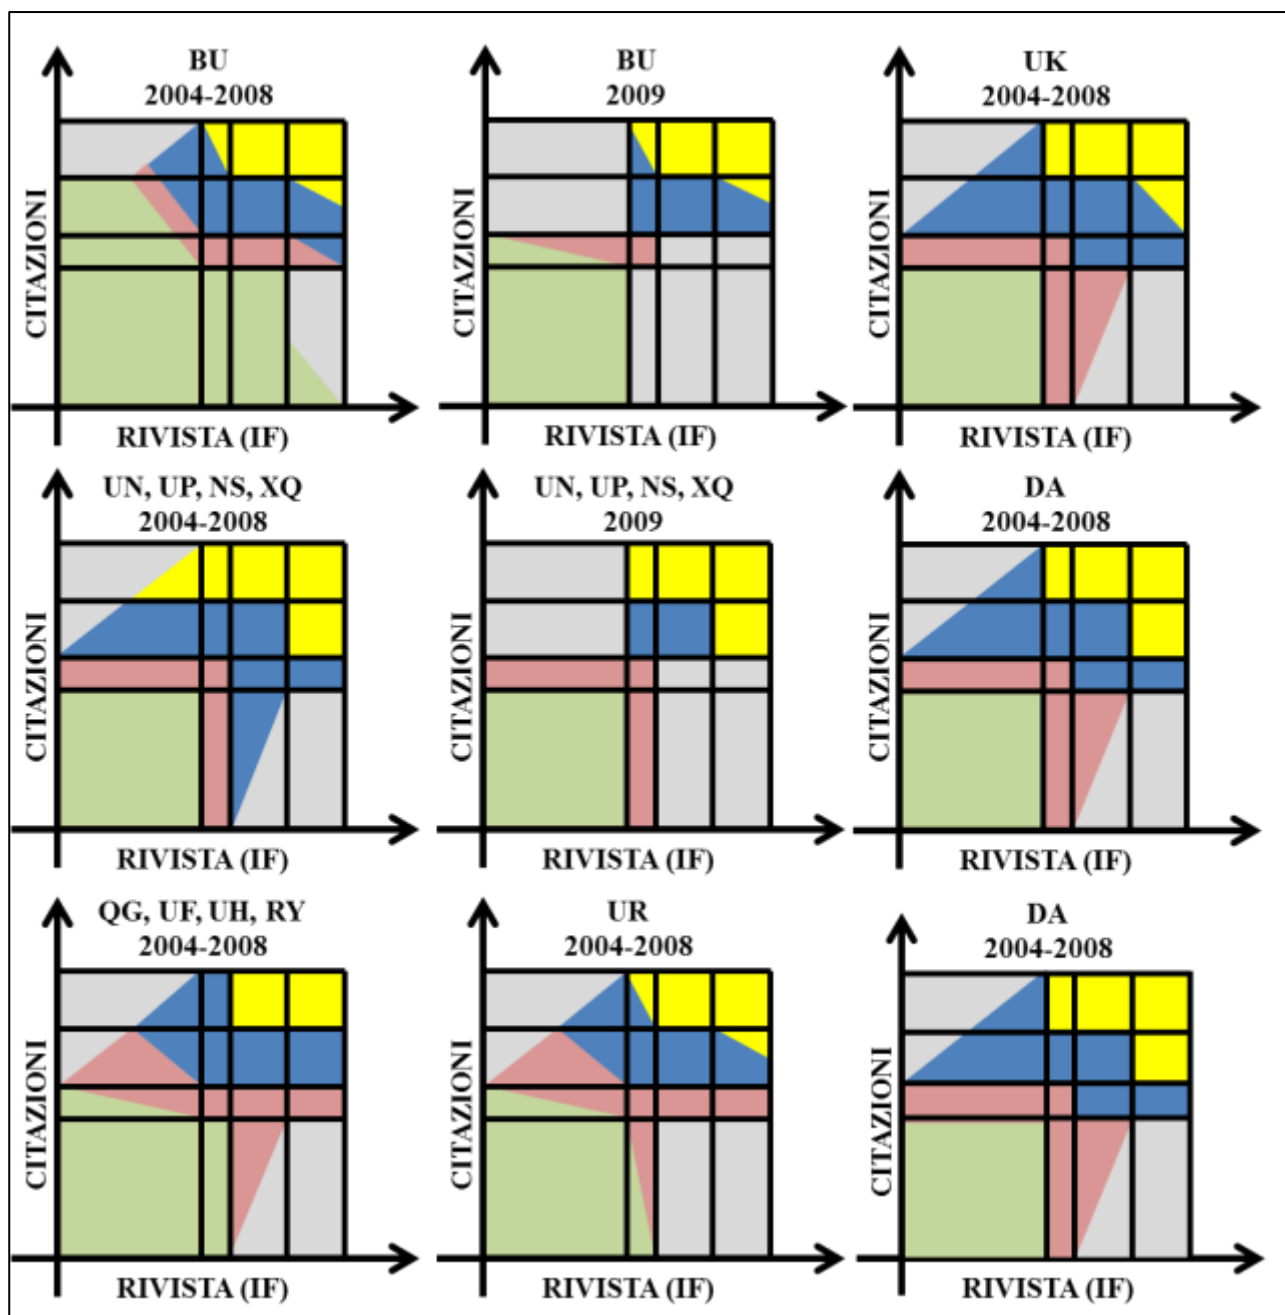 BU
2004-2008
CITAZIONI
RIVISTA (IF)
BU
2009
CITAZIONI
RIVISTA (IF)
UK
2004-2008
CITAZIONI
RIVISTA (IF)
UN, UP, NS, XQ
2004-2008
CITAZIONI
RIVISTA (IF)
UN, UP, NS, XQ
2009
CITAZIONI
RIVISTA (IF)
DA
2004-2008
CITAZIONI
RIVISTA (IF)
QG, UF, UH, RY
2004-2008
CITAZIONI
RIVISTA (IF)
UR
2004-2008
CITAZIONI
RIVISTA (IF)
DA
2004-2008
CITAZIONI
RIVISTA (IF)